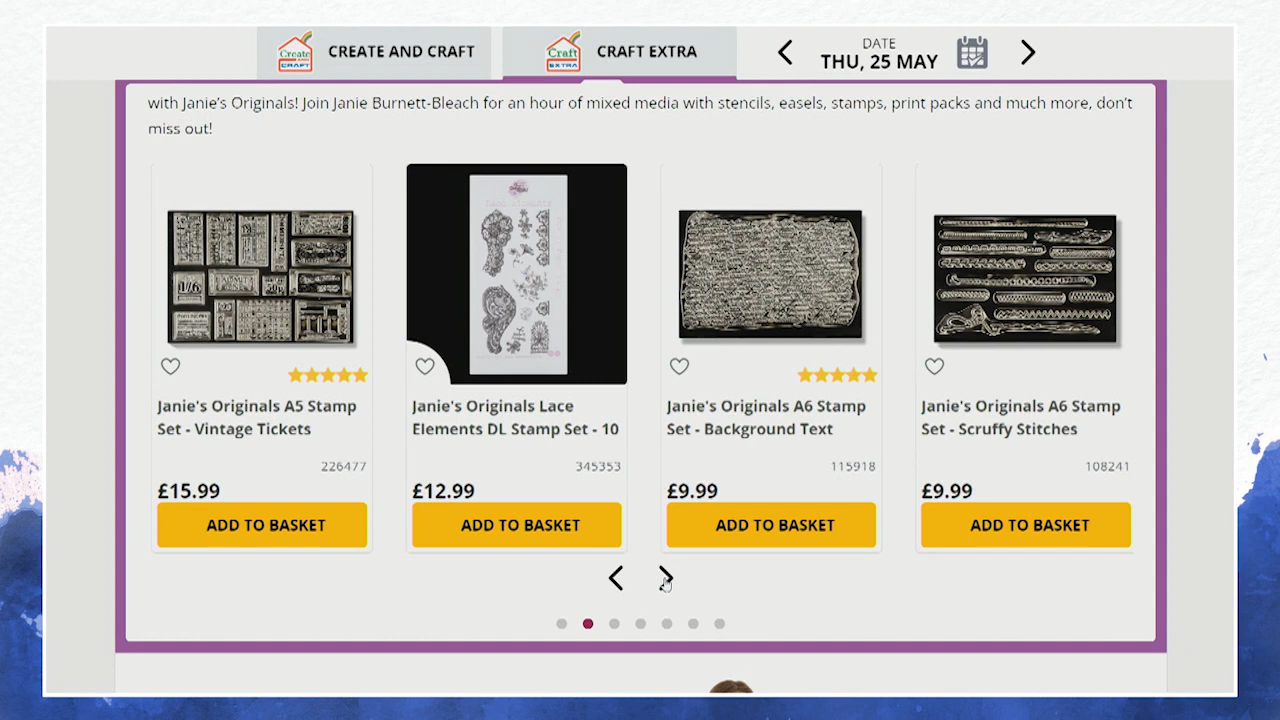 Create
CRAFT
CREATE AND CRAFT
Craft
EXTRA
CRAFT EXTRA
DATE
THU, 25 MAY
with Janie's Originals! Join Janie Burnett-Bleach for an hour of mixed media with stencils, easels, stamps, print packs and much more, don't
miss out!
Janie's Originals A5 Stamp
Set - Vintage Tickets
226477
£15.99
ADD TO BASKET
Janie's Originals Lace
Elements DL Stamp Set - 10
345353
£12.99
ADD TO BASKET
Janie's Originals A6 Stamp
Set - Background Text
115918
£9.99
ADD TO BASKET
Janie's Originals A6 Stamp
Set - Scruffy Stitches
108241
£9.99
ADD TO BASKET